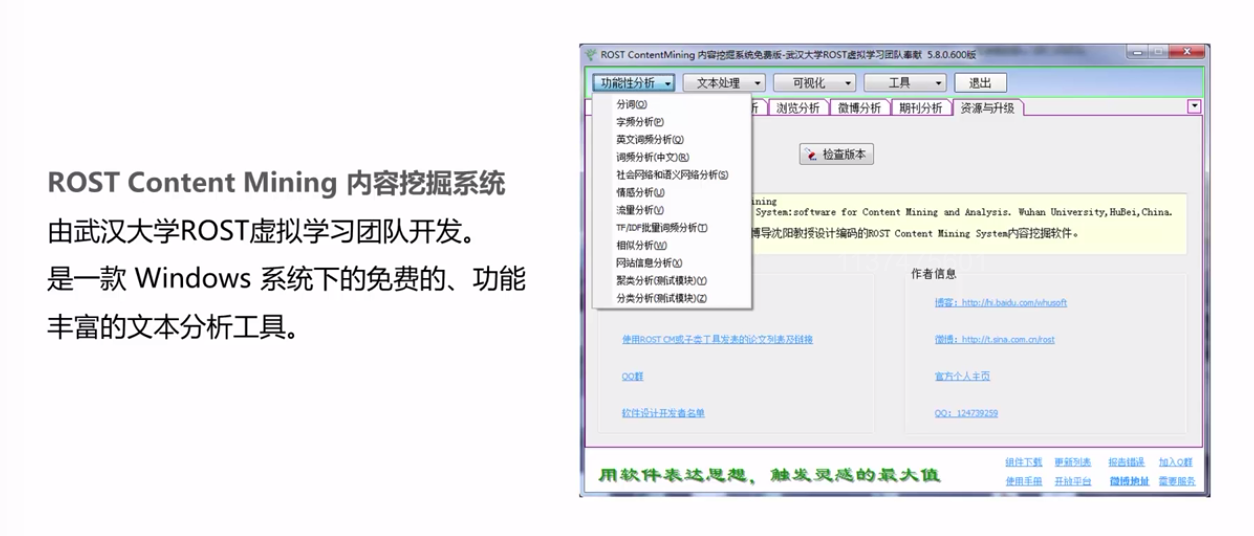 ROST Content Mining 内容挖掘系统
由武汉大学ROST虚拟学习团队开发。
是一款 Windows 系统下的免费的、功能
丰富的文本分析工具。
ROST ContentMining 内容挖掘系统免费版-武汉大学ROST虚拟学习团队奉献 5.8.0.600版
功能性分析 文本处理 可视化 工具 退出
析 浏览分析 微博分析 期刊分析 资源与升级
分词(O)
字频分析(P)
英文词频分析(Q)
词频分析(中文)(R)
社会网络和语义网络分析(S)
情感分析(U)
流量分析(V)
TF/IDF批量词频分析(T)
相似分析(W)
网站信息分析(X)
聚类分析(测试模块)(Y)
分类分析(测试模块)(Z)
检查版本
ining
System:software for Content Mining and Analysis. Wuhan University,HuBei,China.
博导沈阳教授设计编码的ROST Content Mining System内容挖掘软件。
作者信息
博客：http://hi.baidu.com/whusoft
使用ROST CM或子类工具发表的论文列表及链接
微博：http://t.sina.com.cn/rost
QQ群
官方个人主页
软件设计开发者名单
QQ：124739259
用软件表达思想，触发灵感的最大值
组件下载 更新列表 报告错误 加入Q群
使用手册 开放平台 微博地址 需要服务